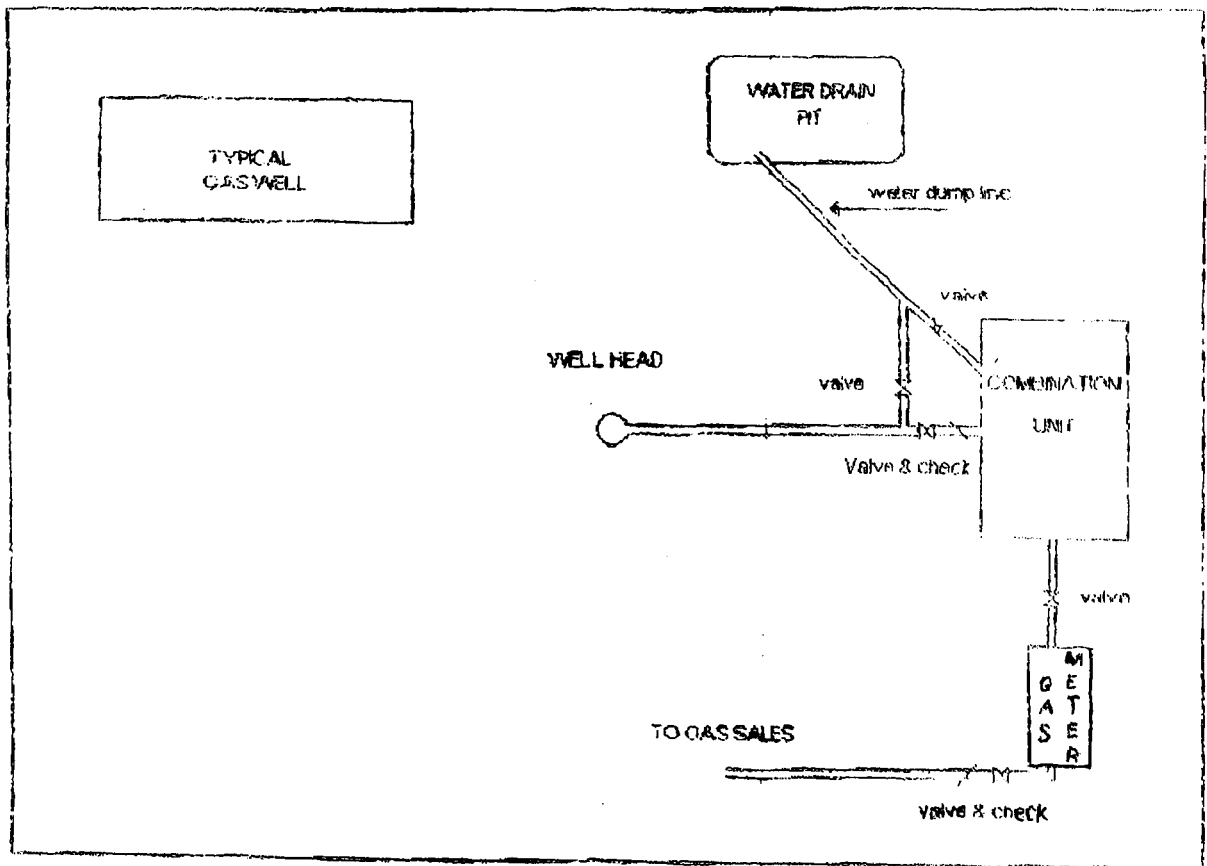 WATER DRAIN
PIT
TYPICAL
GAS WELL
water dump line
valve
WELL HEAD
valve
COMBINATION
UNIT
Valve & check
valve
GAS
METER
TO GAS SALES
valve & check